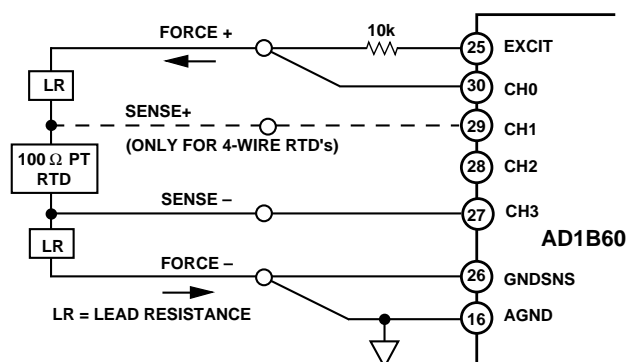 FORCE + 10k 25 EXCIT
LR 30 CH0
SENSE+ 29 CH1
(ONLY FOR 4-WIRE RTD's)
100 Ω PT
RTD
28 CH2
SENSE – 27 CH3
AD1B60
LR
FORCE – 26 GNDSNS
LR = LEAD RESISTANCE 16 AGND